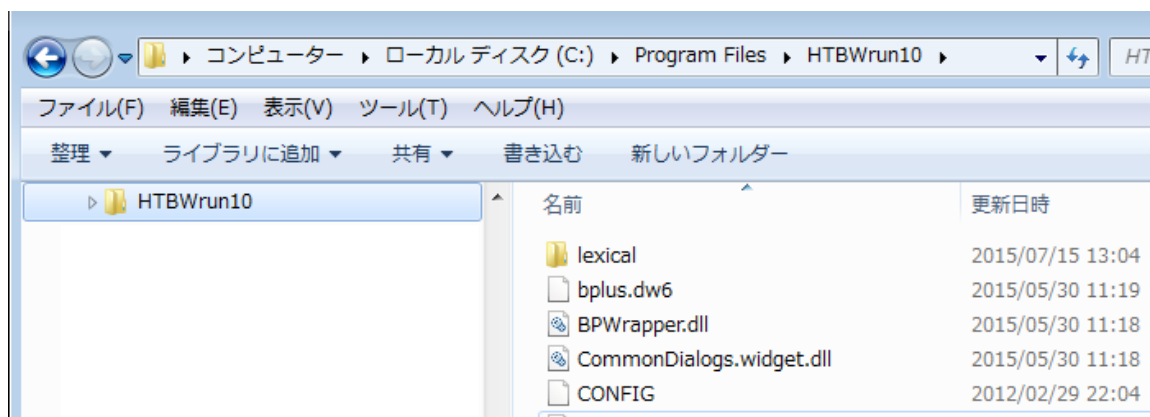 コンピューター ▸ ローカル ディスク (C:) ▸ Program Files ▸ HTBWrun10 ▸ HT
ファイル(F) 編集(E) 表示(V) ツール(T) ヘルプ(H)
整理 ▼ ライブラリに追加 ▼ 共有 ▼ 書き込む 新しいフォルダー
HTBWrun10
名前 更新日時
lexical 2015/07/15 13:04
bplus.dw6 2015/05/30 11:19
BPWrapper.dll 2015/05/30 11:18
CommonDialogs.widget.dll 2015/05/30 11:18
CONFIG 2012/02/29 22:04